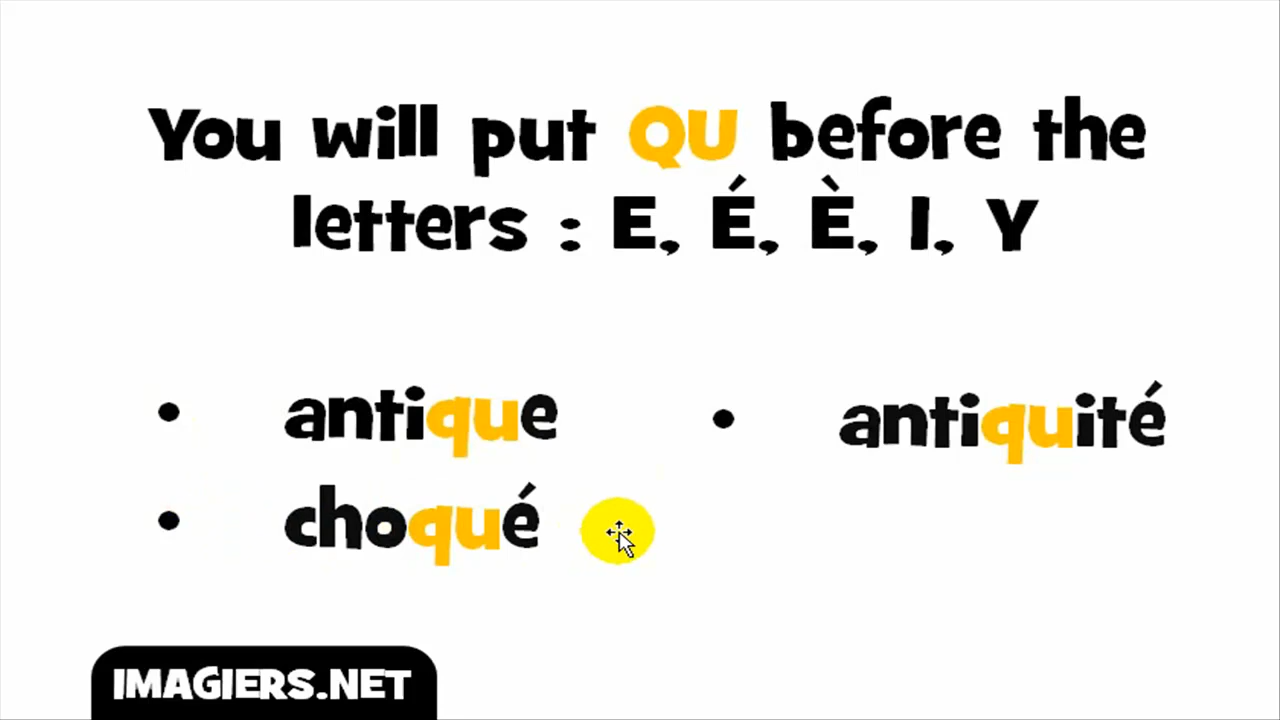 You will put QU before the
letters : E, É, È, I, Y
• antique
• antiquité
• choqué
IMAGIERS.NET